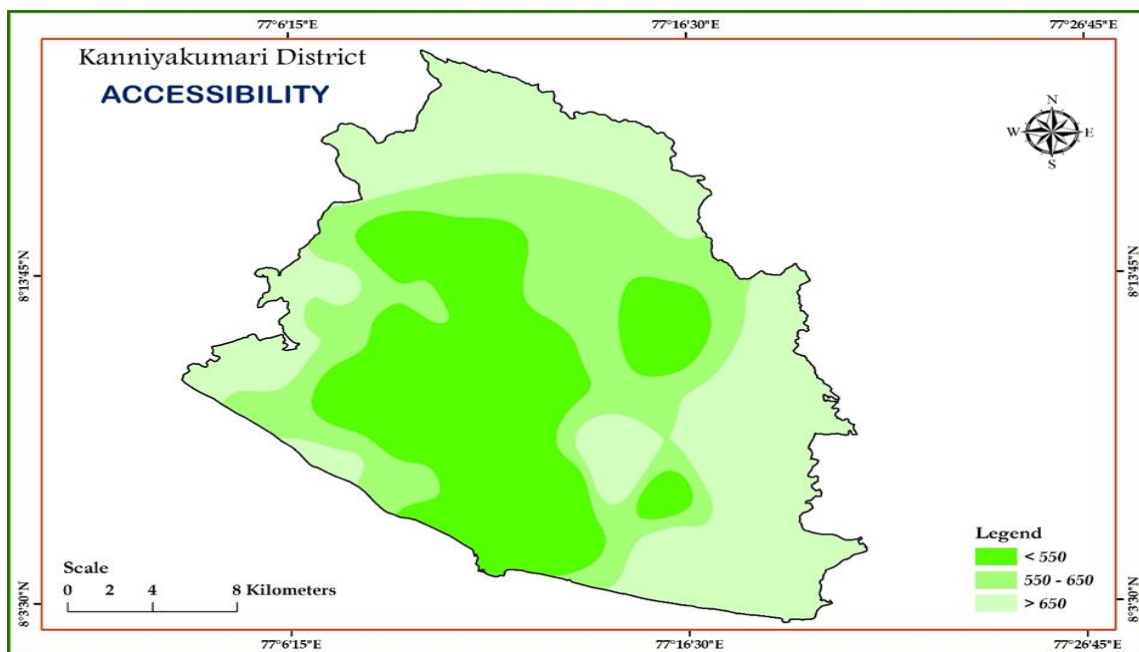 77°6'15"E 77°16'30"E 77°26'45"E
Kanniyakumari District
ACCESSIBILITY
N
W E
S
8°13'45"N 8°13'45"N
Legend
< 550
550 - 650
> 650
Scale
0 2 4 8 Kilometers
8°3'30"N 8°3'30"N
77°6'15"E 77°16'30"E 77°26'45"E